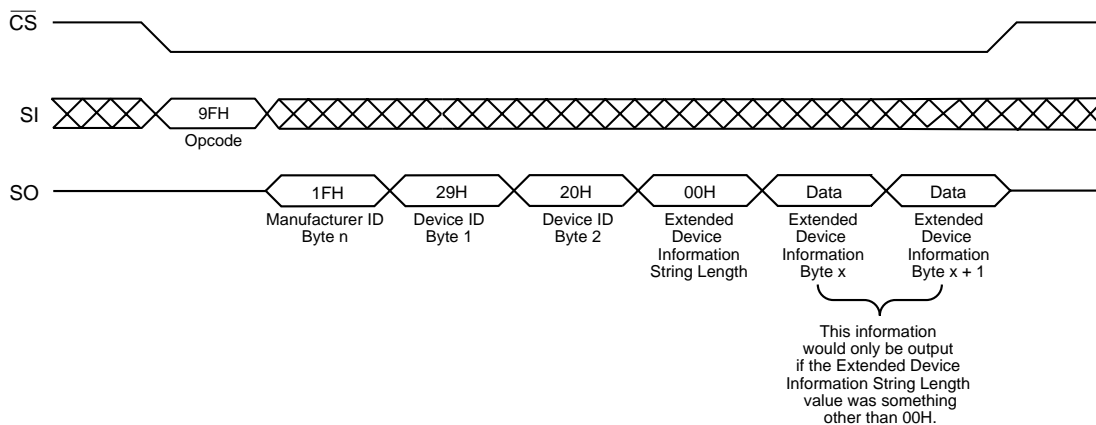 CS
SI
9FH
Opcode
SO
1FH
29H
20H
00H
Data
Data
Manufacturer ID
Byte n
Device ID
Byte 1
Device ID
Byte 2
Extended
Device
Information
String Length
Extended
Device
Information
Byte x
Extended
Device
Information
Byte x + 1
This information
would only be output
if the Extended Device
Information String Length
value was something
other than 00H.